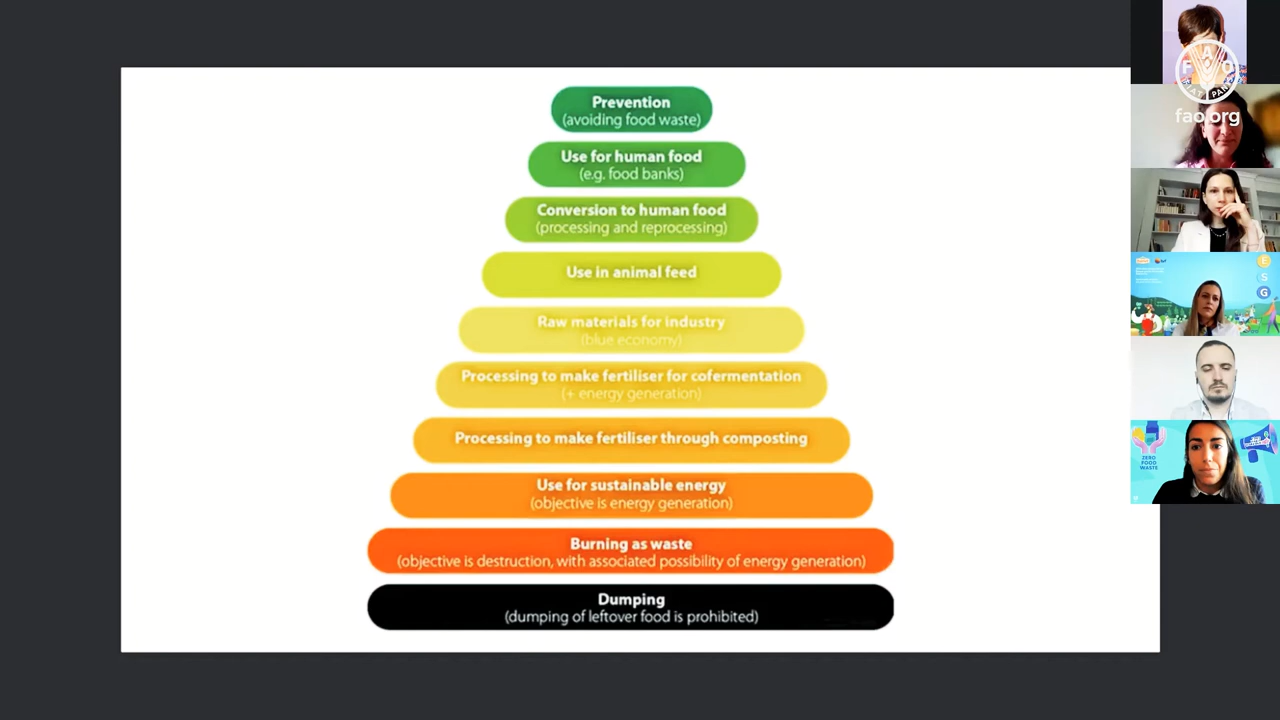 Prevention
(avoiding food waste)
Use for human food
(e.g. food banks)
Conversion to human food
(processing and reprocessing)
Use in animal feed
Raw materials for industry
(blue economy)
Processing to make fertiliser for cofermentation
(+ energy generation)
Processing to make fertiliser through composting
Use for sustainable energy
(objective is energy generation)
Burning as waste
(objective is destruction, with associated possibility of energy generation)
Dumping
(dumping of leftover food is prohibited)
F A O
FIAT PANIS
fao.org
E
S
G
ZERO
FOOD
WASTE